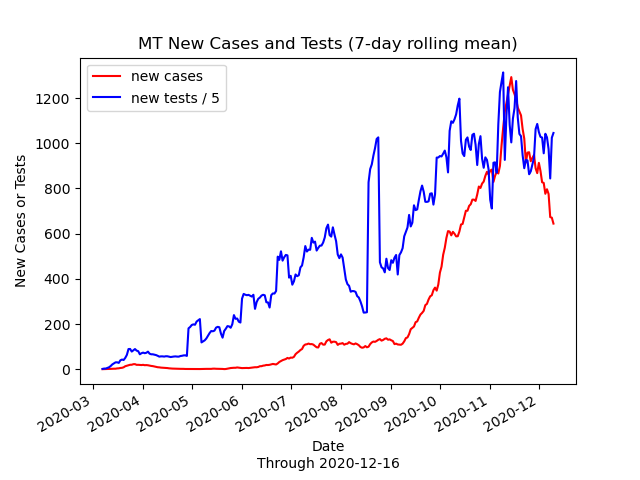 MT New Cases and Tests (7-day rolling mean)
new cases
new tests / 5
New Cases or Tests
1200
1000
800
600
400
200
0
2020-03
2020-04
2020-05
2020-06
2020-07
2020-08
2020-09
2020-10
2020-11
2020-12
Date
Through 2020-12-16